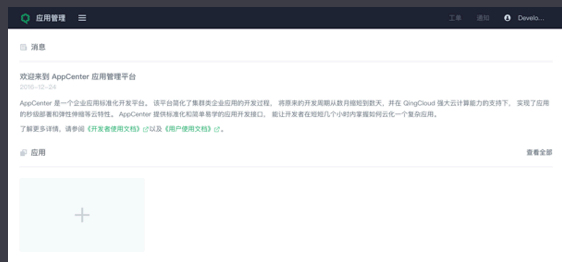 应用管理
工单 通知 Develo...
消息
欢迎来到 AppCenter 应用管理平台
2018-12-24
AppCenter 是一个企业应用标准化开发平台。 该平台简化了集群类企业应用的开发过程， 将原来的开发周期从数月缩短到数天，并在 QingCloud 强大云计算能力的支持下， 实现了应用
的秒级部署和弹性伸缩等云特性。 AppCenter 提供标准化和简单易学的应用开发接口， 能让开发者在短短几个小时内掌握如何云化一个复杂应用。
了解更多详情，请参阅《开发者使用文档》以及《用户使用文档》。
应用 查看全部